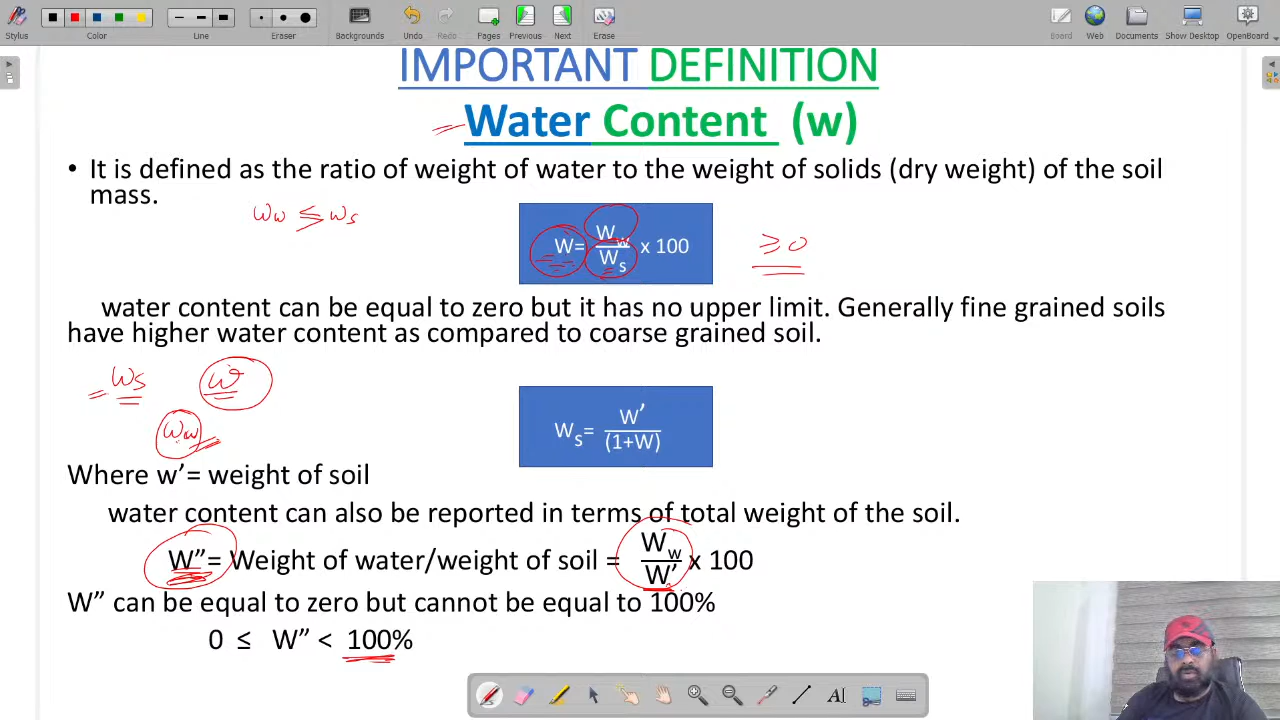 Stylus
Color
Line
Eraser
Backgrounds
Undo
Redo
Pages
Previous
Next
Erase
Board
Web
Documents
Show Desktop
OpenBoard
IMPORTANT DEFINITION
Water Content (w)
• It is defined as the ratio of weight of water to the weight of solids (dry weight) of the soil
mass.
Ww ≤ Ws
W= Ww/Ws x 100
≥ 0
water content can be equal to zero but it has no upper limit. Generally fine grained soils
have higher water content as compared to coarse grained soil.
Ws
Ww
Ws= W’/(1+W)
Where w’= weight of soil
water content can also be reported in terms of total weight of the soil.
W”= Weight of water/weight of soil = Ww/W’ x 100
W” can be equal to zero but cannot be equal to 100%
0 ≤ W” < 100%
AI